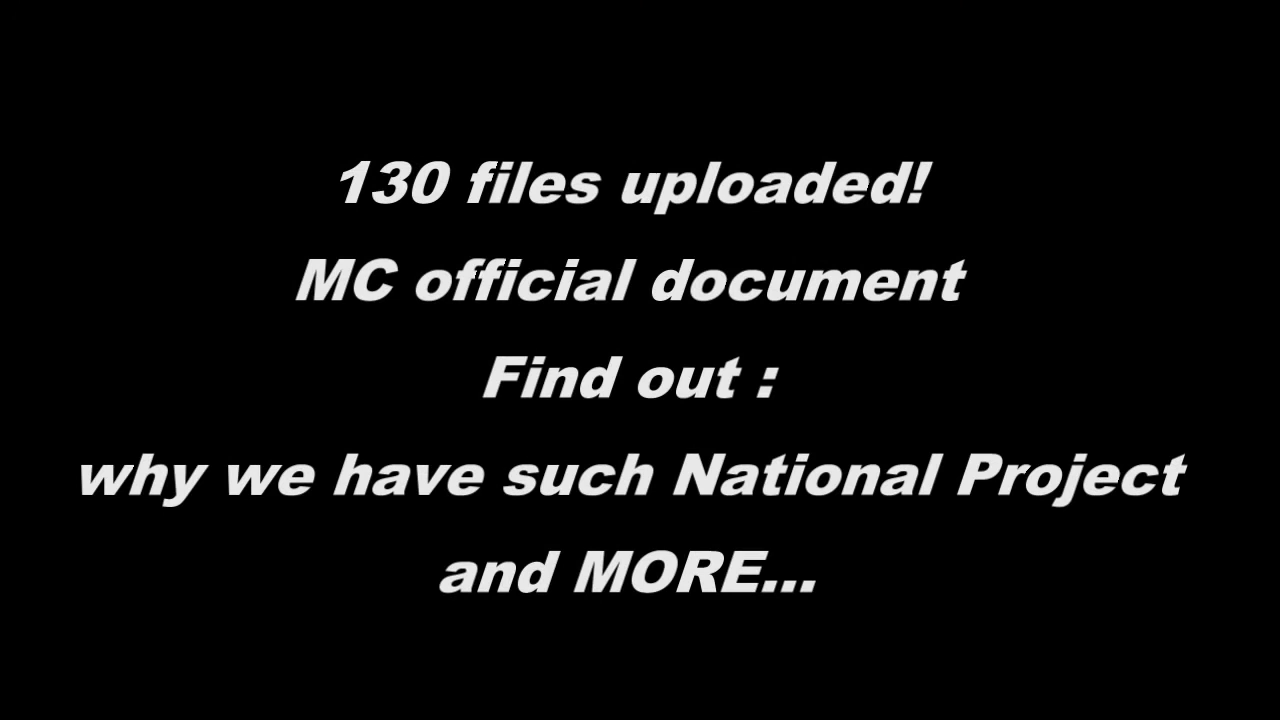 130 files uploaded!
MC official document
Find out :
why we have such National Project
and MORE...